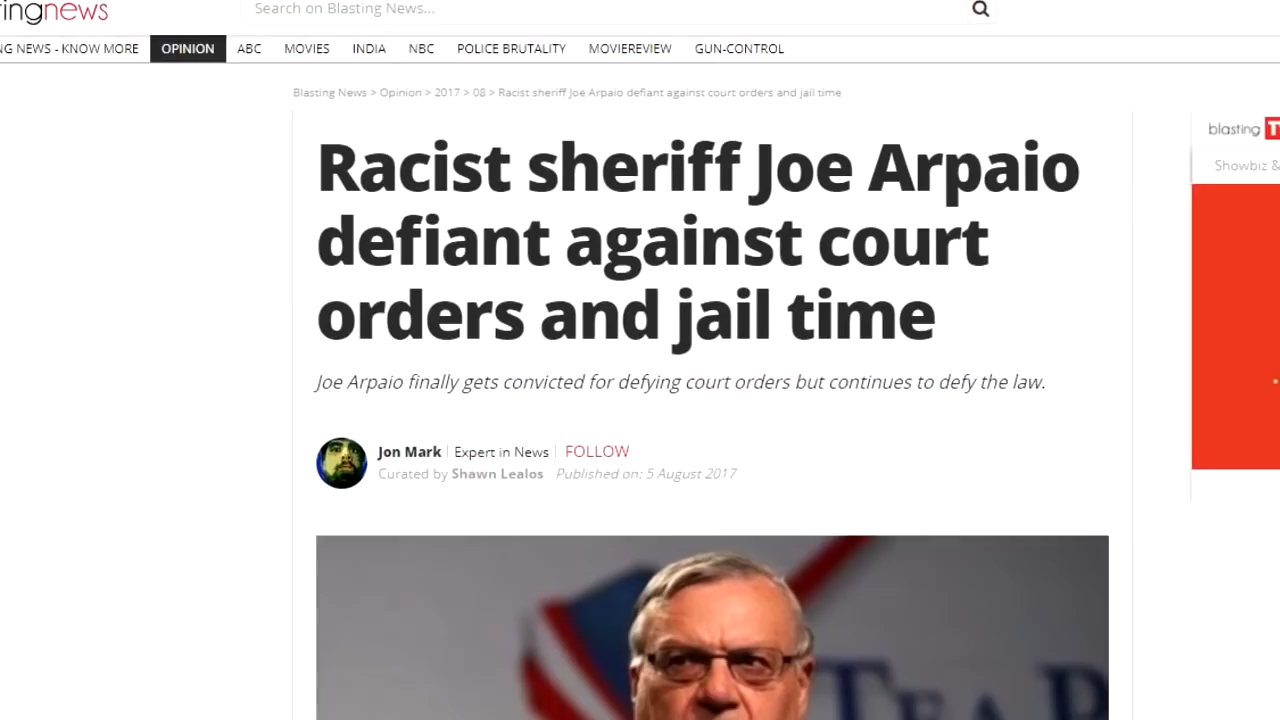 ingnews
Search on Blasting News...
NG NEWS - KNOW MORE OPINION ABC MOVIES INDIA NBC POLICE BRUTALITY MOVIEREVIEW GUN-CONTROL
Blasting News > Opinion > 2017 > 08 > Racist sheriff Joe Arpaio defiant against court orders and jail time
blasting T
Showbiz &
Racist sheriff Joe Arpaio
defiant against court
orders and jail time
Joe Arpaio finally gets convicted for defying court orders but continues to defy the law.
Jon Mark Expert in News FOLLOW
Curated by Shawn Lealos Published on: 5 August 2017
TEA P